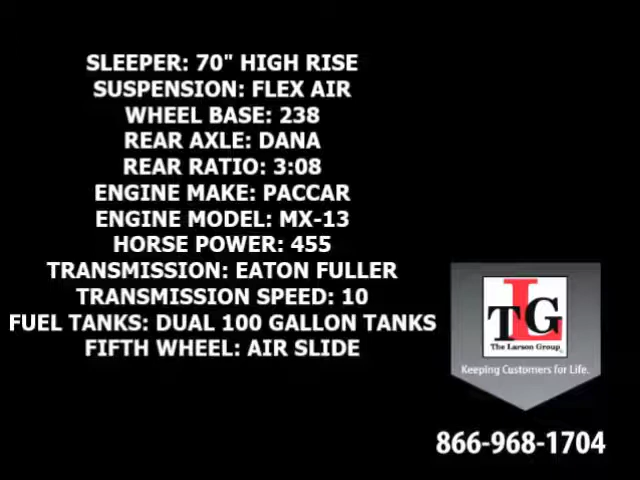 SLEEPER: 70" HIGH RISE
SUSPENSION: FLEX AIR
WHEEL BASE: 238
REAR AXLE: DANA
REAR RATIO: 3:08
ENGINE MAKE: PACCAR
ENGINE MODEL: MX-13
HORSE POWER: 455
TRANSMISSION: EATON FULLER
TRANSMISSION SPEED: 10
FUEL TANKS: DUAL 100 GALLON TANKS
FIFTH WHEEL: AIR SLIDE
TLG
The Larson Group
Keeping Customers for Life.
866-968-1704